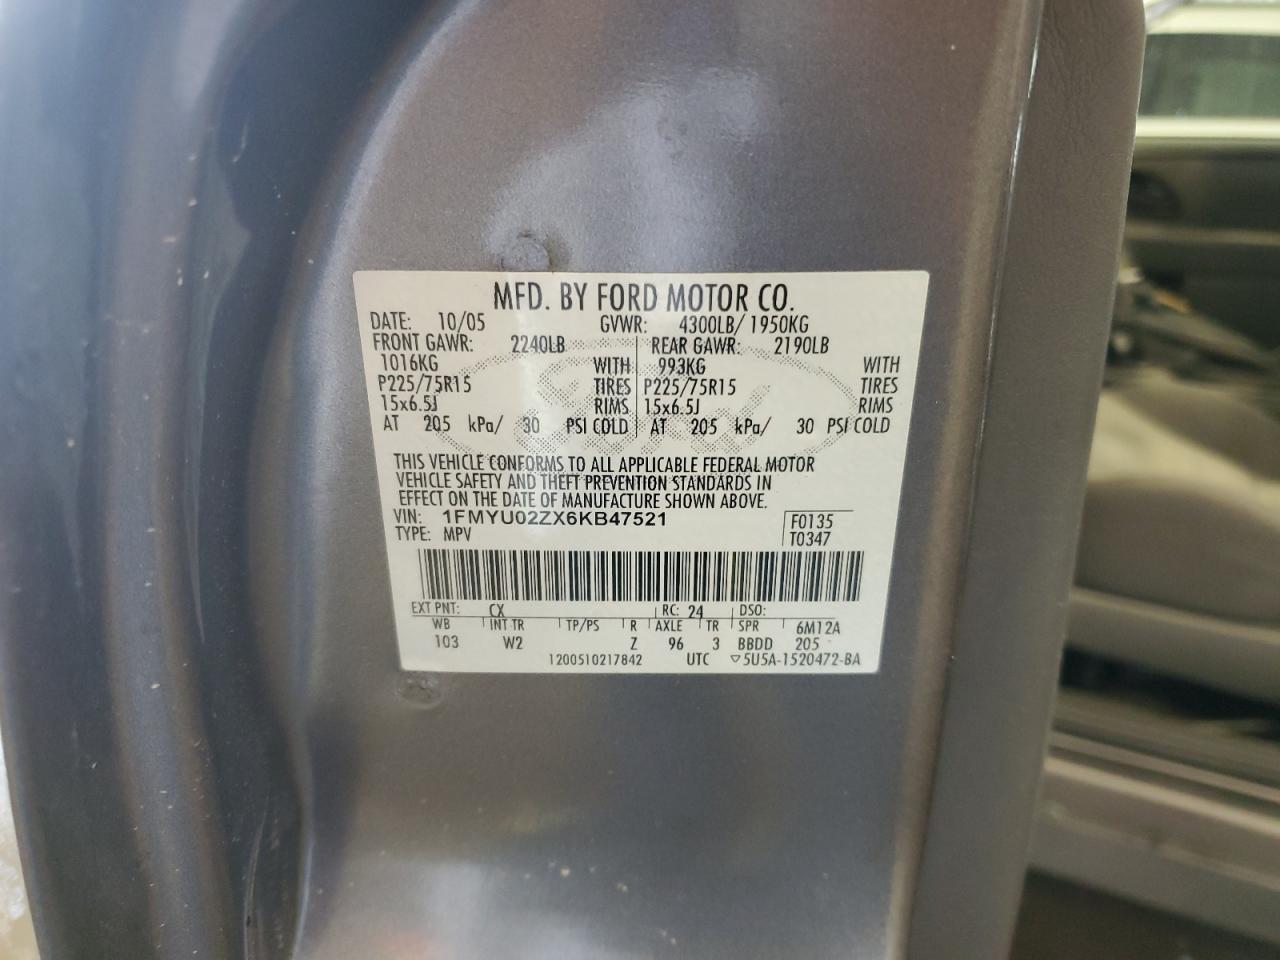 MFD. BY FORD MOTOR CO.
DATE: 10/05 GVWR: 4300LB/ 1950KG
FRONT GAWR: 2240LB REAR GAWR: 2190LB
1016KG WITH 993KG WITH
P225/75R15 TIRES P225/75R15 TIRES
15x6.5J RIMS 15x6.5J RIMS
AT 205 kPa/ 30 PSI COLD AT 205 kPa/ 30 PSI COLD
THIS VEHICLE CONFORMS TO ALL APPLICABLE FEDERAL MOTOR
VEHICLE SAFETY AND THEFT PREVENTION STANDARDS IN
EFFECT ON THE DATE OF MANUFACTURE SHOWN ABOVE.
VIN: 1FMYU02ZX6KB47521 F0135
TYPE: MPV T0347
EXT PNT: CX RC: 24 DSO:
WB INT TR TP/PS R AXLE TR SPR 6M12A
103 W2 Z 96 3 BBDD 205
1200510217842 UTC ▽5U5A-1520472-BA